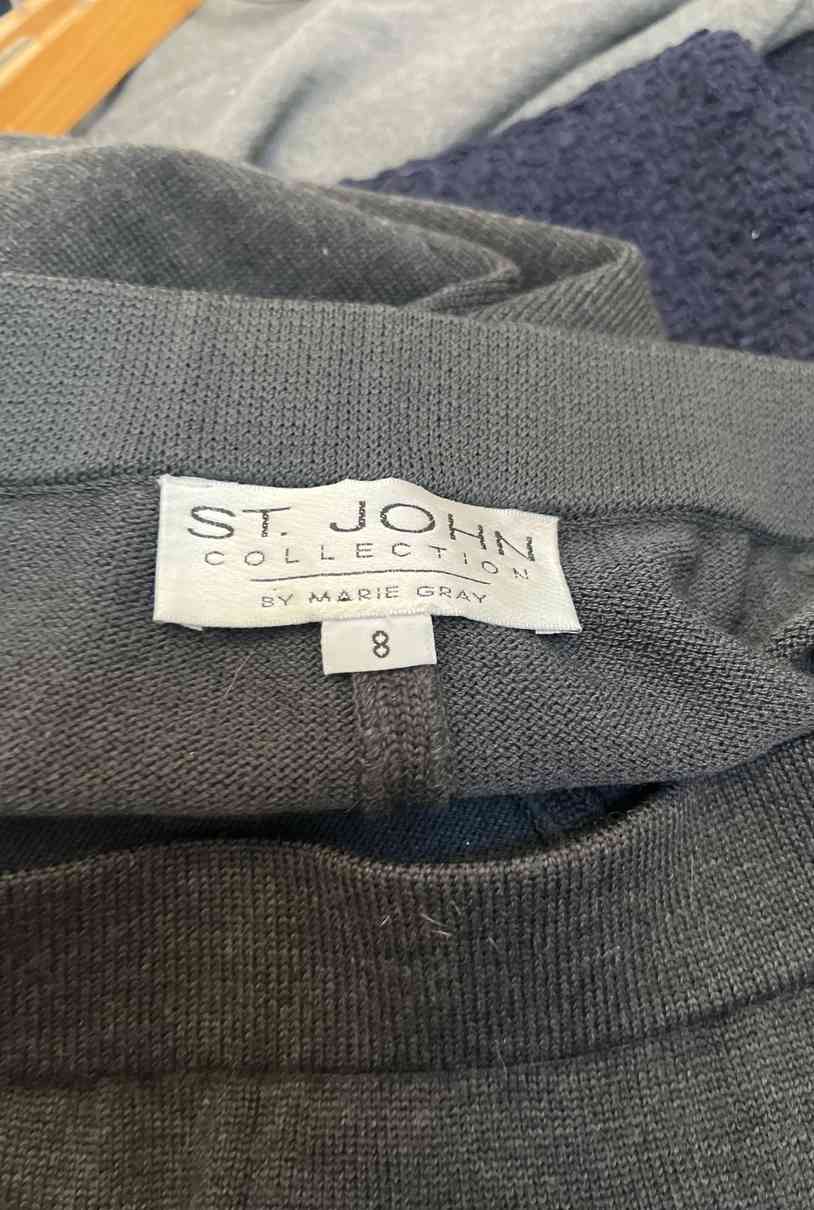 ST. JOHN
COLLECTION
BY MARIE GRAY
8